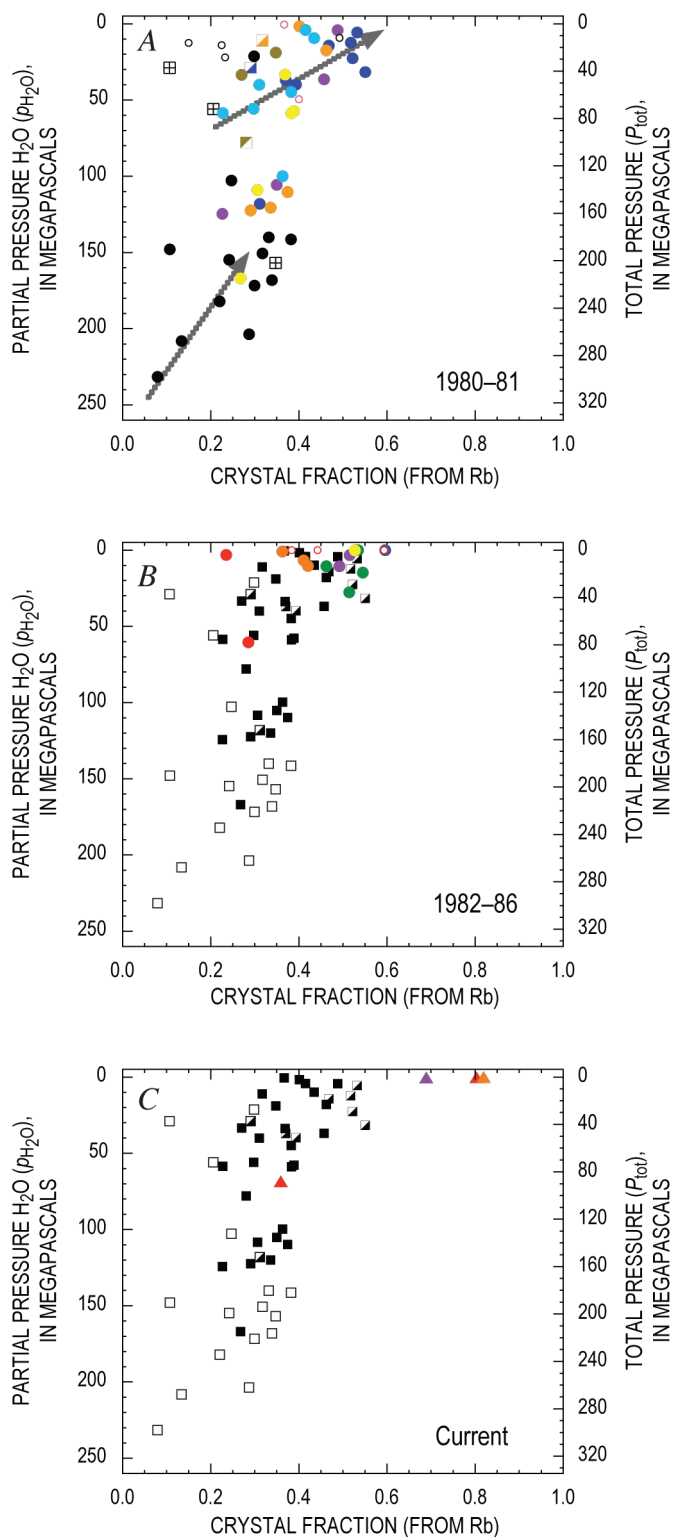 A
PARTIAL PRESSURE H2O (pH2O),
IN MEGAPASCALS
0
50
100
150
200
250
TOTAL PRESSURE (Ptot),
IN MEGAPASCALS
0
40
80
120
160
200
240
280
320
1980–81
0.0 0.2 0.4 0.6 0.8 1.0
CRYSTAL FRACTION (FROM Rb)
B
PARTIAL PRESSURE H2O (pH2O),
IN MEGAPASCALS
0
50
100
150
200
250
TOTAL PRESSURE (Ptot),
IN MEGAPASCALS
0
40
80
120
160
200
240
280
320
1982–86
0.0 0.2 0.4 0.6 0.8 1.0
CRYSTAL FRACTION (FROM Rb)
C
PARTIAL PRESSURE H2O (pH2O),
IN MEGAPASCALS
0
50
100
150
200
250
TOTAL PRESSURE (Ptot),
IN MEGAPASCALS
0
40
80
120
160
200
240
280
320
Current
0.0 0.2 0.4 0.6 0.8 1.0
CRYSTAL FRACTION (FROM Rb)